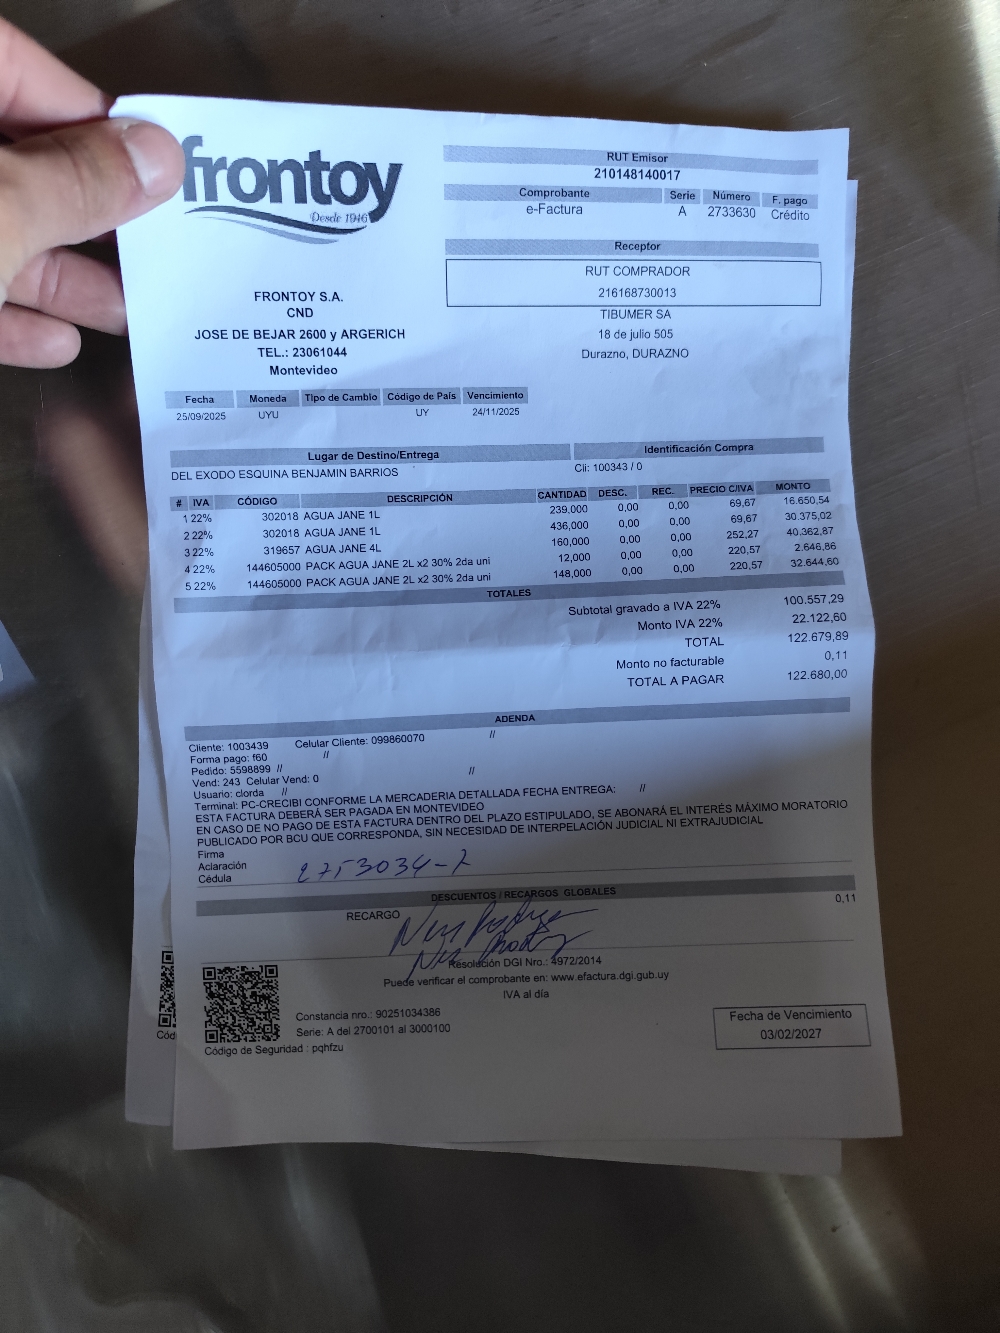 frontoy
Desde 1946
RUT Emisor
210148140017
Comprobante Serie Número F. pago
e-Factura A 2733630 Crédito
Receptor
RUT COMPRADOR
216168730013
TIBUMER SA
18 de julio 505
Durazno, DURAZNO
FRONTOY S.A.
CND
JOSE DE BEJAR 2600 y ARGERICH
TEL.: 23061044
Montevideo
Fecha Moneda Tipo de Cambio Código de País Vencimiento
25/09/2025 UYU UY 24/11/2025
Lugar de Destino/Entrega Identificación Compra
DEL EXODO ESQUINA BENJAMIN BARRIOS Cli: 100343 / 0
# IVA CÓDIGO DESCRIPCIÓN CANTIDAD DESC. REC. PRECIO C/IVA MONTO
1 22% 302018 AGUA JANE 1L 239,000 0,00 0,00 69,67 16.650,54
2 22% 302018 AGUA JANE 1L 436,000 0,00 0,00 69,67 30.375,02
3 22% 319657 AGUA JANE 4L 160,000 0,00 0,00 252,27 40.362,87
4 22% 144605000 PACK AGUA JANE 2L x2 30% 2da uni 12,000 0,00 0,00 220,57 2.646,86
5 22% 144605000 PACK AGUA JANE 2L x2 30% 2da uni 148,000 0,00 0,00 220,57 32.644,60
TOTALES
Subtotal gravado a IVA 22% 100.557,29
Monto IVA 22% 22.122,60
TOTAL 122.679,89
Monto no facturable 0,11
TOTAL A PAGAR 122.680,00
ADENDA
Cliente: 1003439 Celular Cliente: 099860070 //
Forma pago: f60 //
Pedido: 5598899 //
Vend: 243 Celular Vend: 0 //
Usuario: clorda //
Terminal: PC-CRECIBI CONFORME LA MERCADERIA DETALLADA FECHA ENTREGA: //
ESTA FACTURA DEBERÁ SER PAGADA EN MONTEVIDEO
EN CASO DE NO PAGO DE ESTA FACTURA DENTRO DEL PLAZO ESTIPULADO, SE ABONARÁ EL INTERÉS MÁXIMO MORATORIO
PUBLICADO POR BCU QUE CORRESPONDA, SIN NECESIDAD DE INTERPELACIÓN JUDICIAL NI EXTRAJUDICIAL
Firma
Aclaración
Cédula 2753034-7
DESCUENTOS / RECARGOS GLOBALES
RECARGO 0,11
Resolución DGI Nro.: 4972/2014
Puede verificar el comprobante en: www.efactura.dgi.gub.uy
IVA al día
Constancia nro.: 90251034386
Serie: A del 2700101 al 3000100
Código de Seguridad : pqhfzu
Fecha de Vencimiento
03/02/2027
Cód